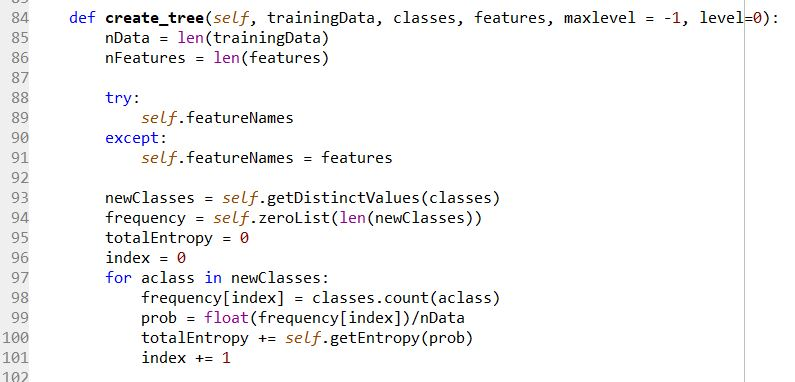 84 def create_tree(self, trainingData, classes, features, maxlevel = -1, level=0):
85 nData = len(trainingData)
86 nFeatures = len(features)
87
88 try:
89 self.featureNames
90 except:
91 self.featureNames = features
92
93 newClasses = self.getDistinctValues(classes)
94 frequency = self.zeroList(len(newClasses))
95 totalEntropy = 0
96 index = 0
97 for aclass in newClasses:
98 frequency[index] = classes.count(aclass)
99 prob = float(frequency[index])/nData
100 totalEntropy += self.getEntropy(prob)
101 index += 1
102